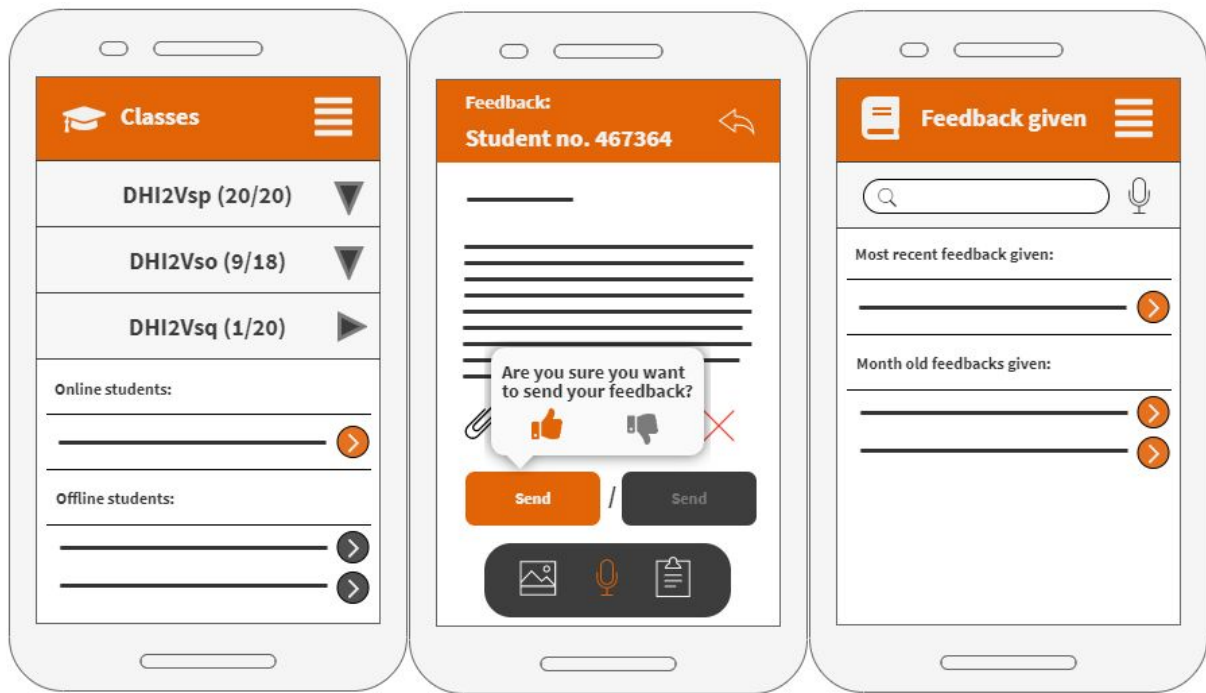 Classes
DHI2Vsp (20/20)
DHI2Vso (9/18)
DHI2Vsq (1/20)
Online students:
Offline students:
Feedback:
Student no. 467364
Are you sure you want
to send your feedback?
Send / Send
Feedback given
Most recent feedback given:
Month old feedbacks given: